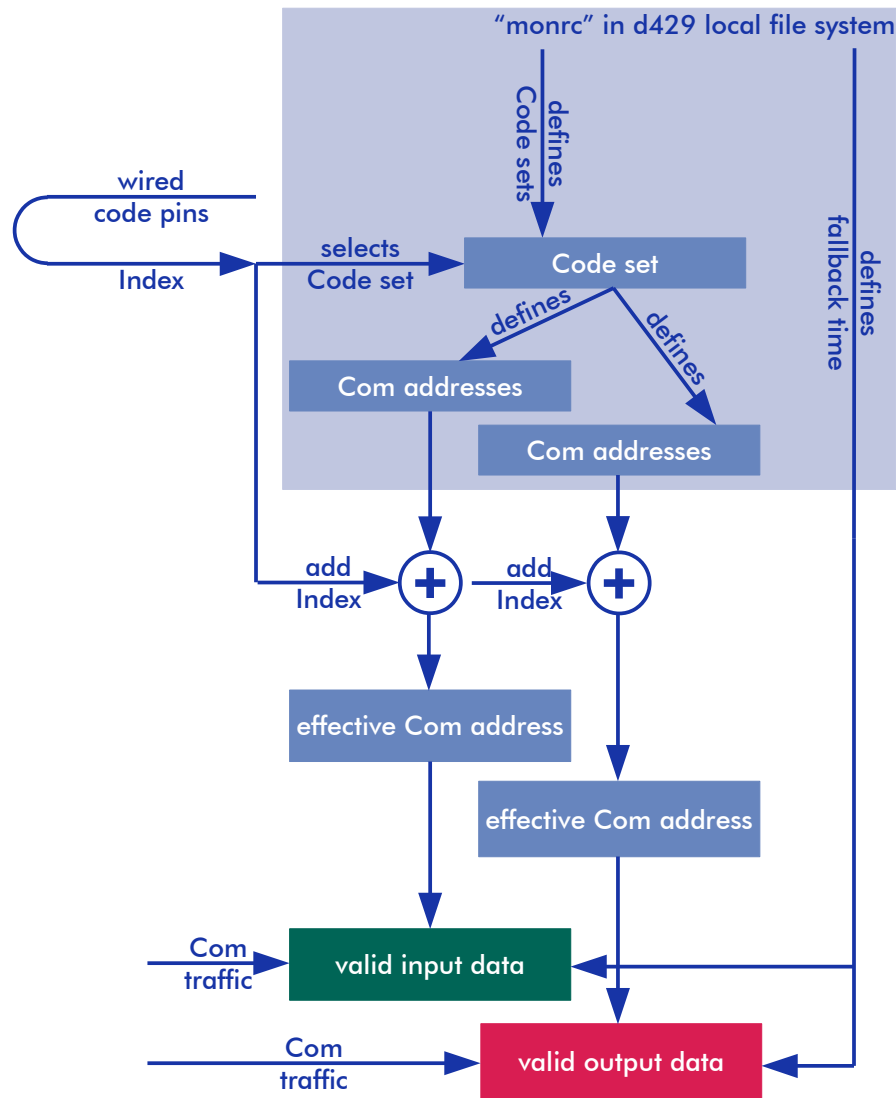 “monrc” in d429 local file system
defines
Code sets
wired
code pins
Index
selects
Code set
Code set
defines
fallback time
defines
defines
Com addresses
Com addresses
add
Index
add
Index
effective Com address
effective Com address
Com
traffic
valid input data
Com
traffic
valid output data